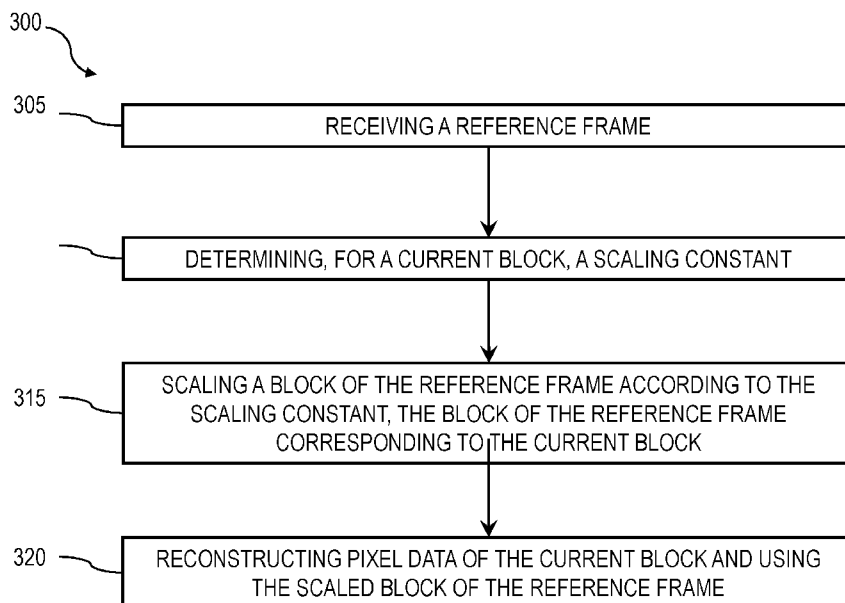 300
305
RECEIVING A REFERENCE FRAME
DETERMINING, FOR A CURRENT BLOCK, A SCALING CONSTANT
315
SCALING A BLOCK OF THE REFERENCE FRAME ACCORDING TO THE
SCALING CONSTANT, THE BLOCK OF THE REFERENCE FRAME
CORRESPONDING TO THE CURRENT BLOCK
320
RECONSTRUCTING PIXEL DATA OF THE CURRENT BLOCK AND USING
THE SCALED BLOCK OF THE REFERENCE FRAME